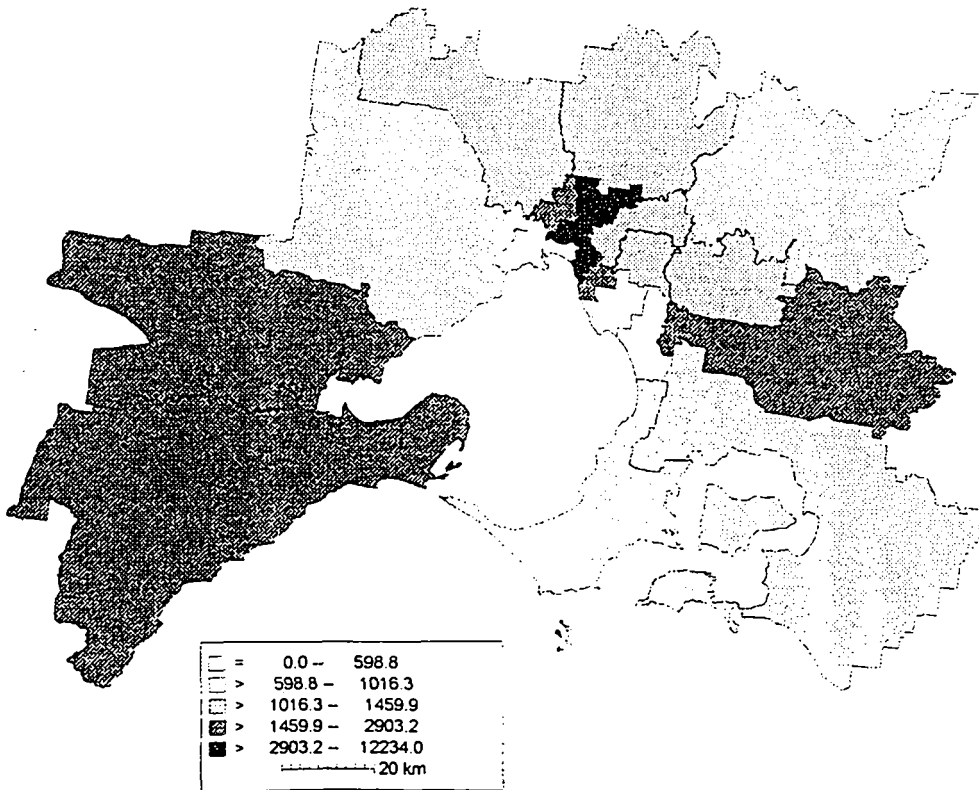 = 0.0 – 598.8
> 598.8 – 1016.3
> 1016.3 – 1459.9
> 1459.9 – 2903.2
> 2903.2 – 12234.0
20 km